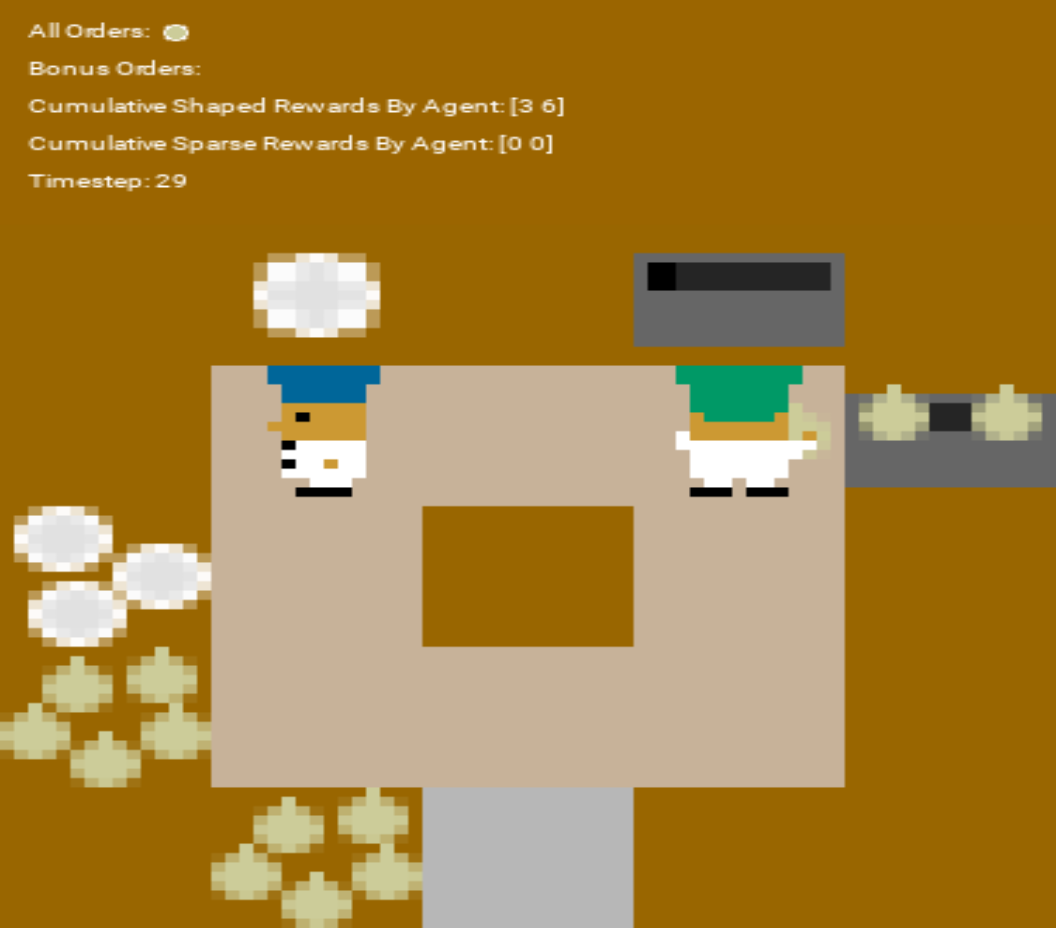 All Orders:
Bonus Orders:
Cumulative Shaped Rewards By Agent: [3 6]
Cumulative Sparse Rewards By Agent: [0 0]
Timestep: 29